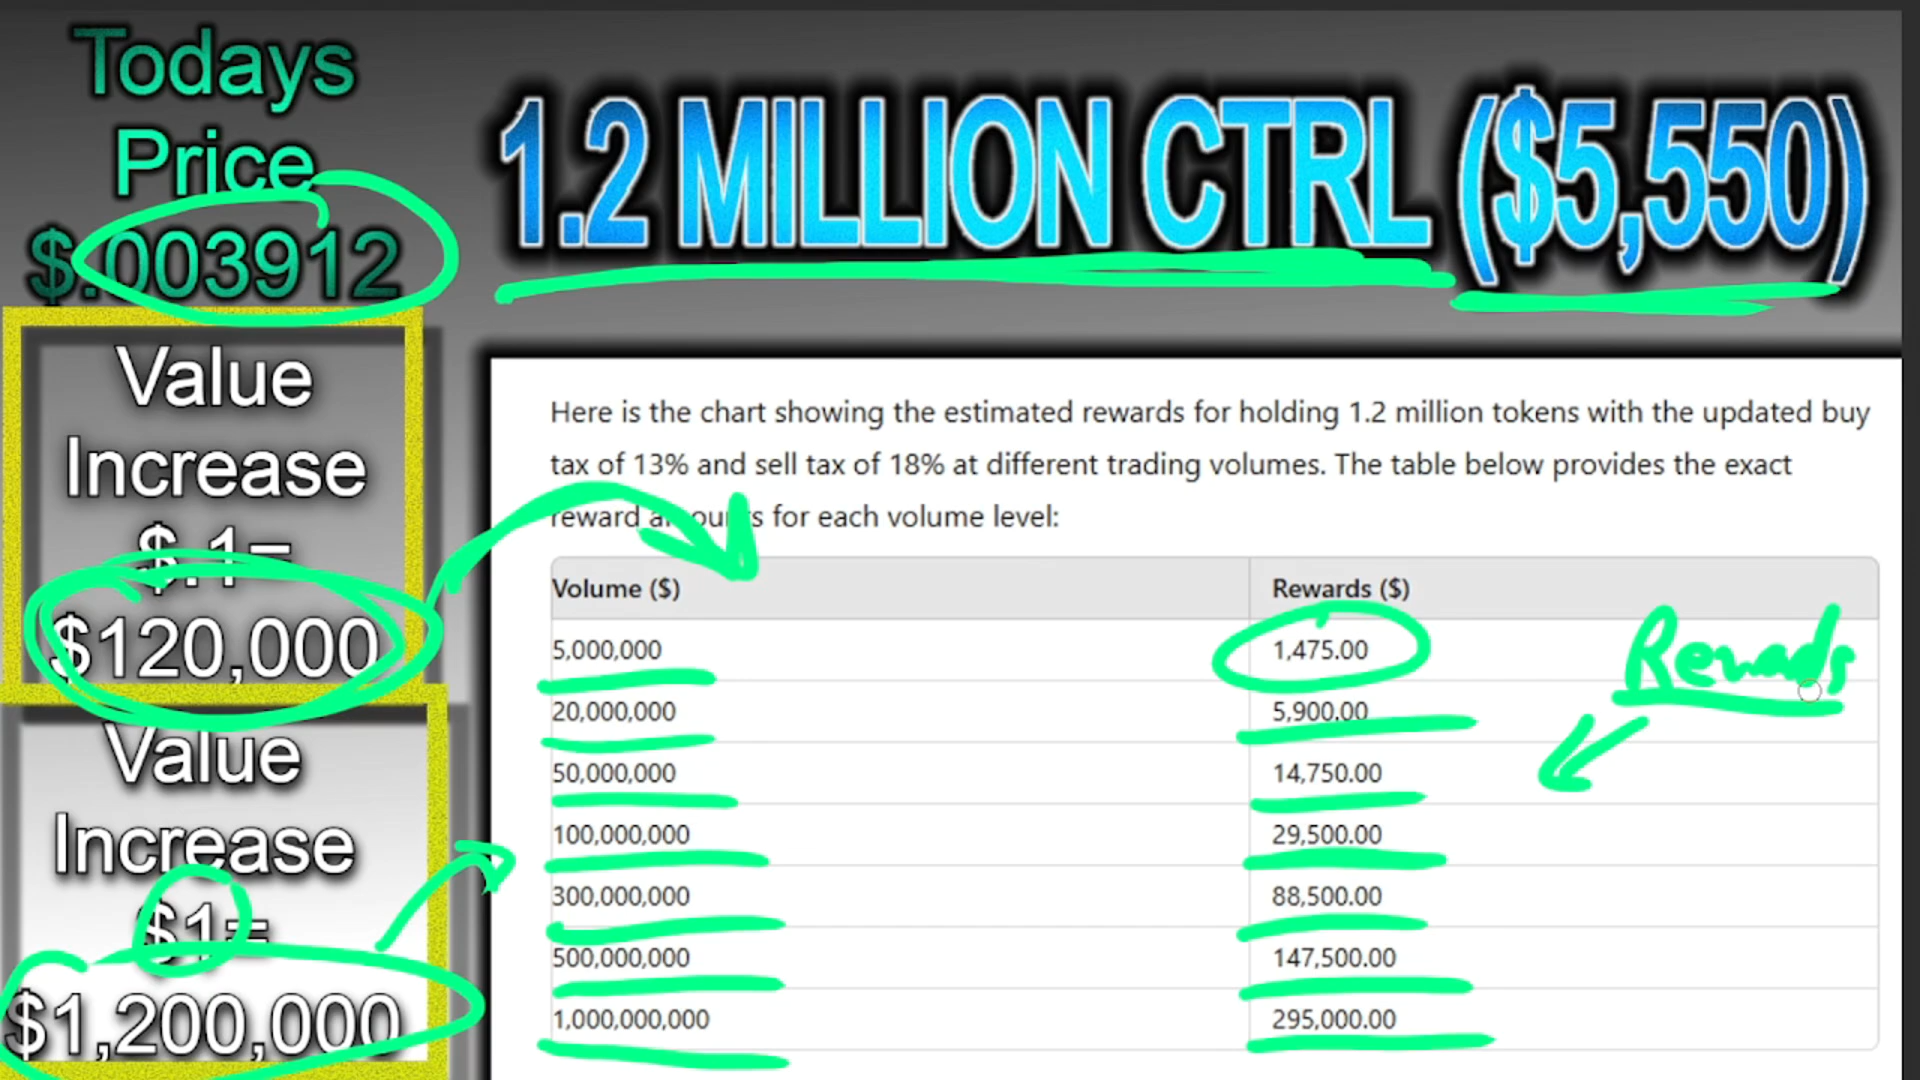 Todays
Price
$.003912
1.2 MILLION CTRL ($5,550)
Value
Increase
$.1=
$120,000
Value
Increase
$1=
$1,200,000
Here is the chart showing the estimated rewards for holding 1.2 million tokens with the updated buy
tax of 13% and sell tax of 18% at different trading volumes. The table below provides the exact
reward amounts for each volume level:
Volume ($) Rewards ($)
5,000,000 1,475.00
20,000,000 5,900.00
50,000,000 14,750.00
100,000,000 29,500.00
300,000,000 88,500.00
500,000,000 147,500.00
1,000,000,000 295,000.00
Rewads